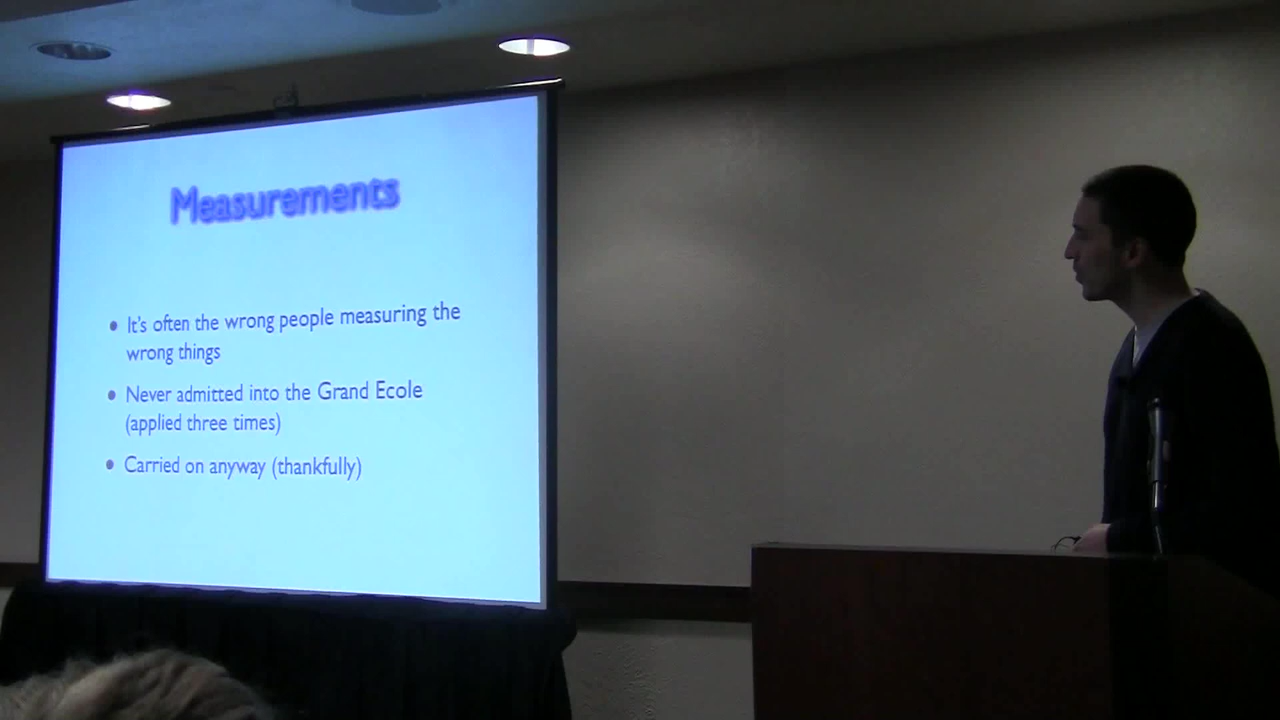 Measurements
• It's often the wrong people measuring the
wrong things
• Never admitted into the Grand Ecole
(applied three times)
• Carried on anyway (thankfully)